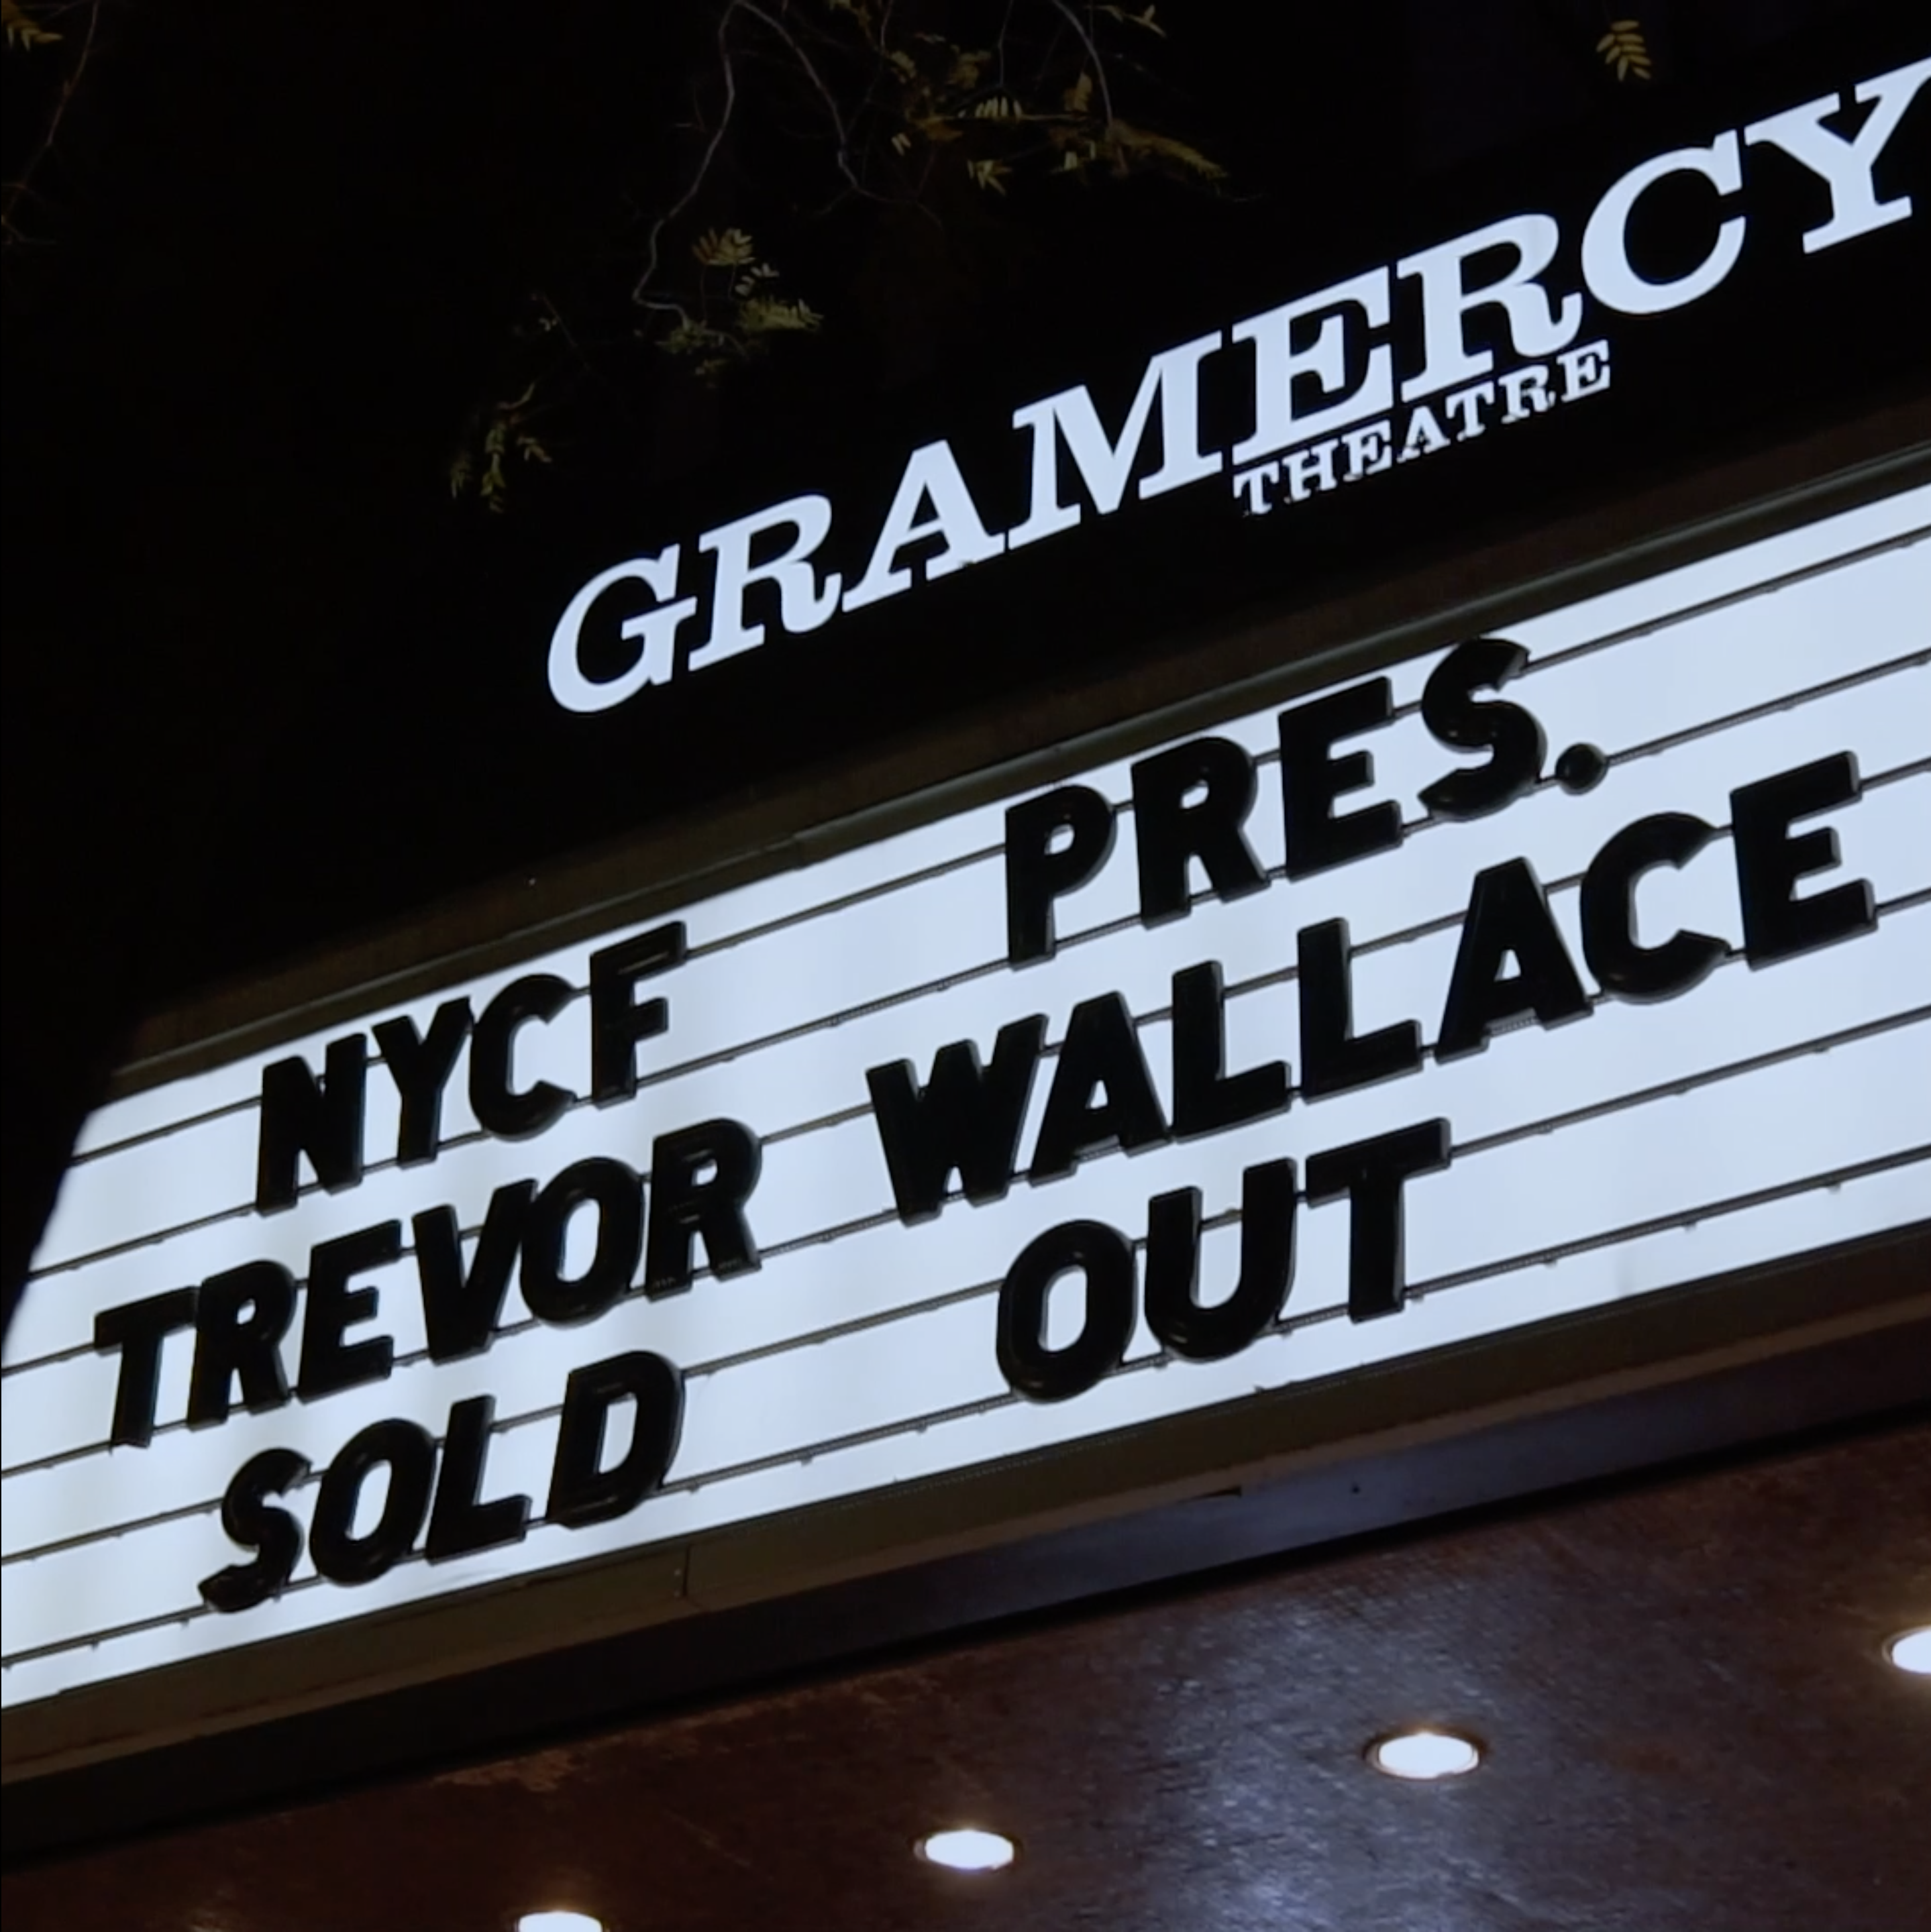 GRAMERCY
THEATRE
NYCF PRES.
TREVOR WALLACE
SOLD OUT